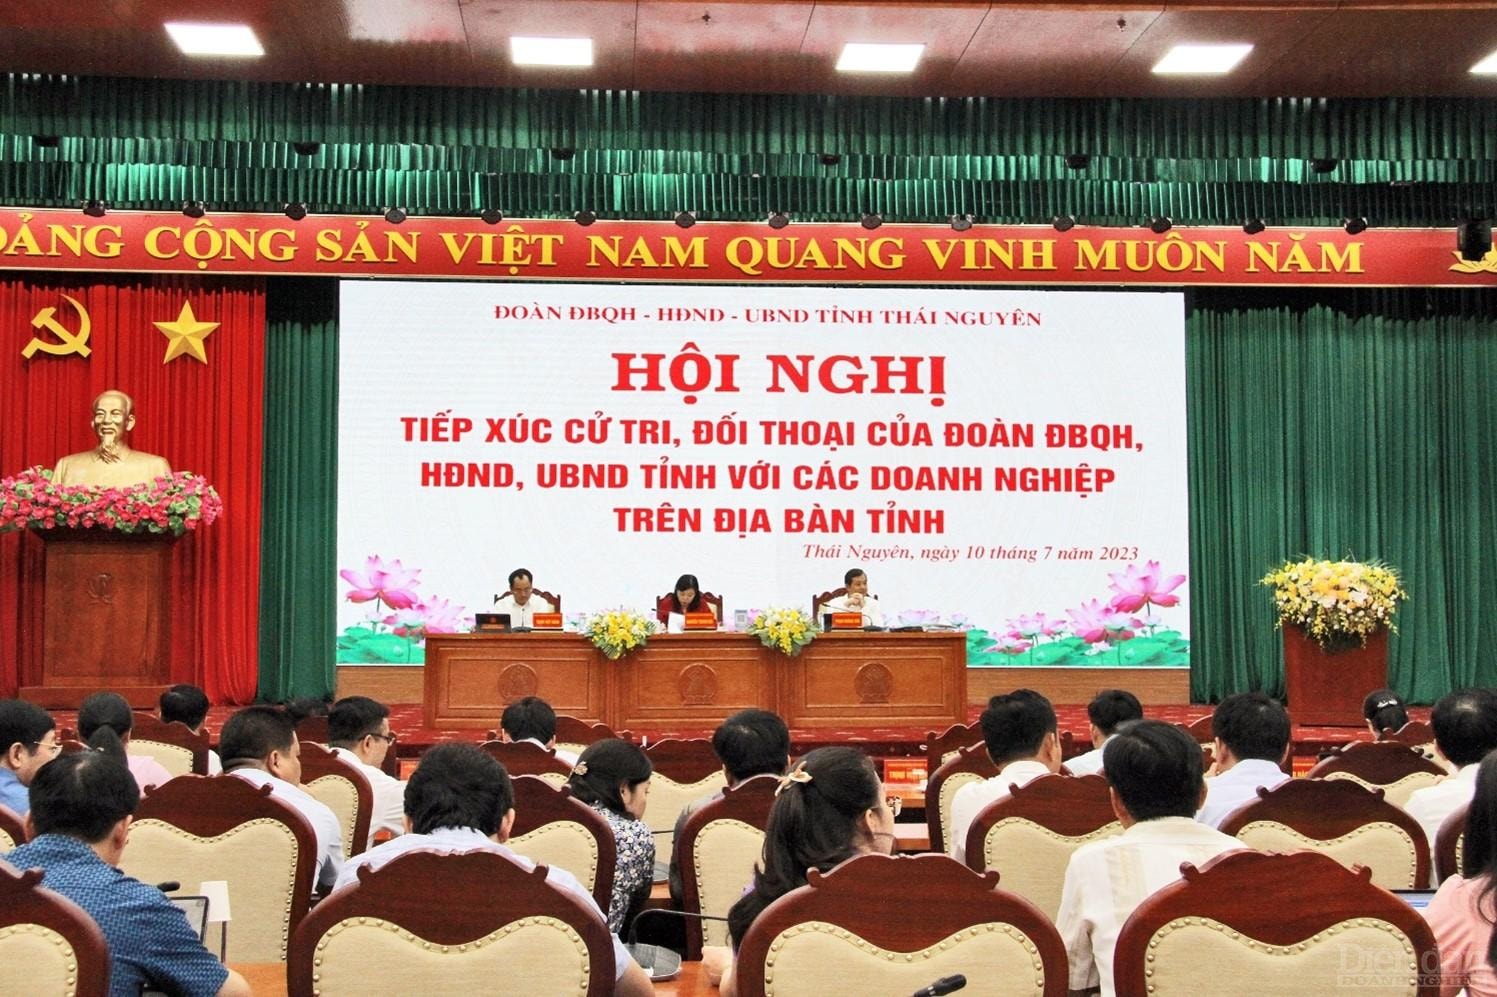 ĐẢNG CỘNG SẢN VIỆT NAM QUANG VINH MUÔN NĂM
ĐOÀN ĐBQH - HĐND - UBND TỈNH THÁI NGUYÊN
HỘI NGHỊ
TIẾP XÚC CỬ TRI, ĐỐI THOẠI CỦA ĐOÀN ĐBQH,
HĐND, UBND TỈNH VỚI CÁC DOANH NGHIỆP
TRÊN ĐỊA BÀN TỈNH
Thái Nguyên, ngày 10 tháng 7 năm 2023
Diễn đàn
DOANH NGHIỆP